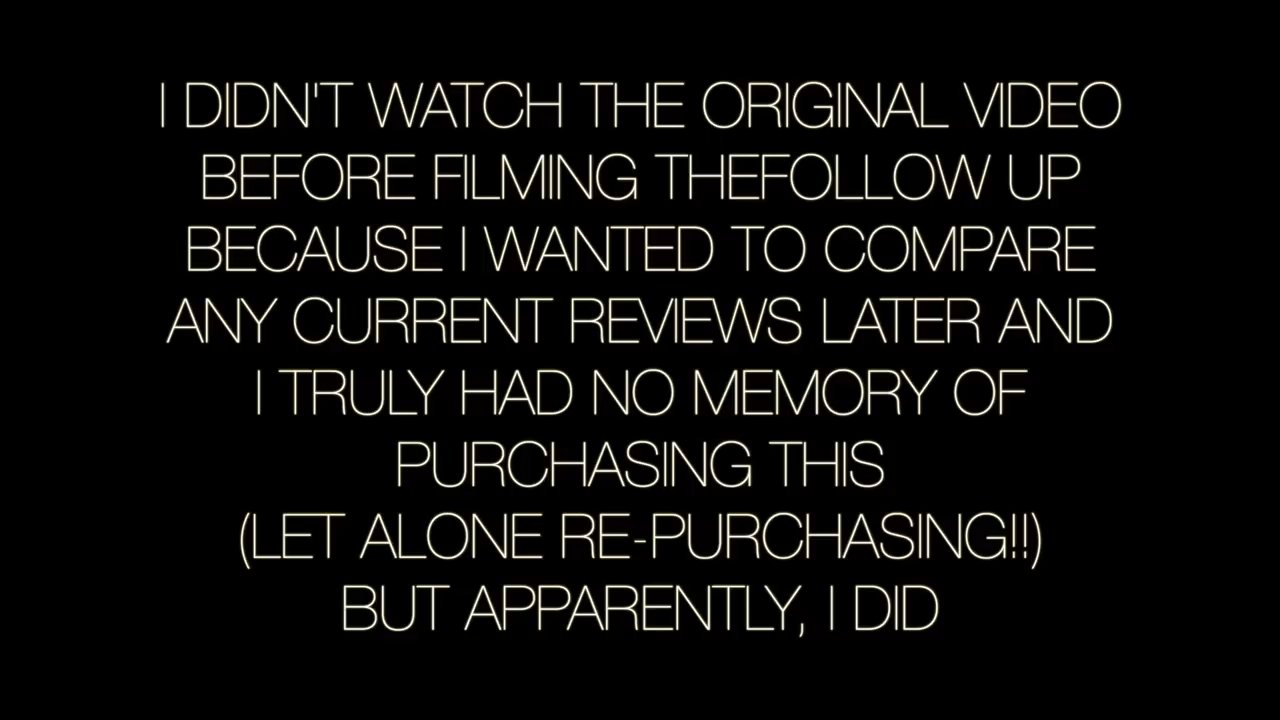 I DIDN'T WATCH THE ORIGINAL VIDEO
BEFORE FILMING THEFOLLOW UP
BECAUSE I WANTED TO COMPARE
ANY CURRENT REVIEWS LATER AND
I TRULY HAD NO MEMORY OF
PURCHASING THIS
(LET ALONE RE-PURCHASING!!)
BUT APPARENTLY, I DID